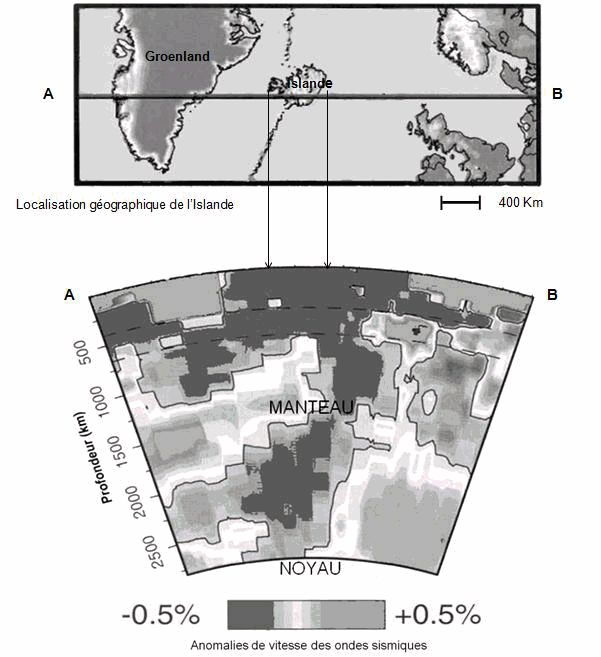 Groenland
Islande
A B
Localisation géographique de l'Islande
400 Km
A B
500
1000
1500
2000
2500
Profondeur (km)
MANTEAU
NOYAU
-0.5% +0.5%
Anomalies de vitesse des ondes sismiques